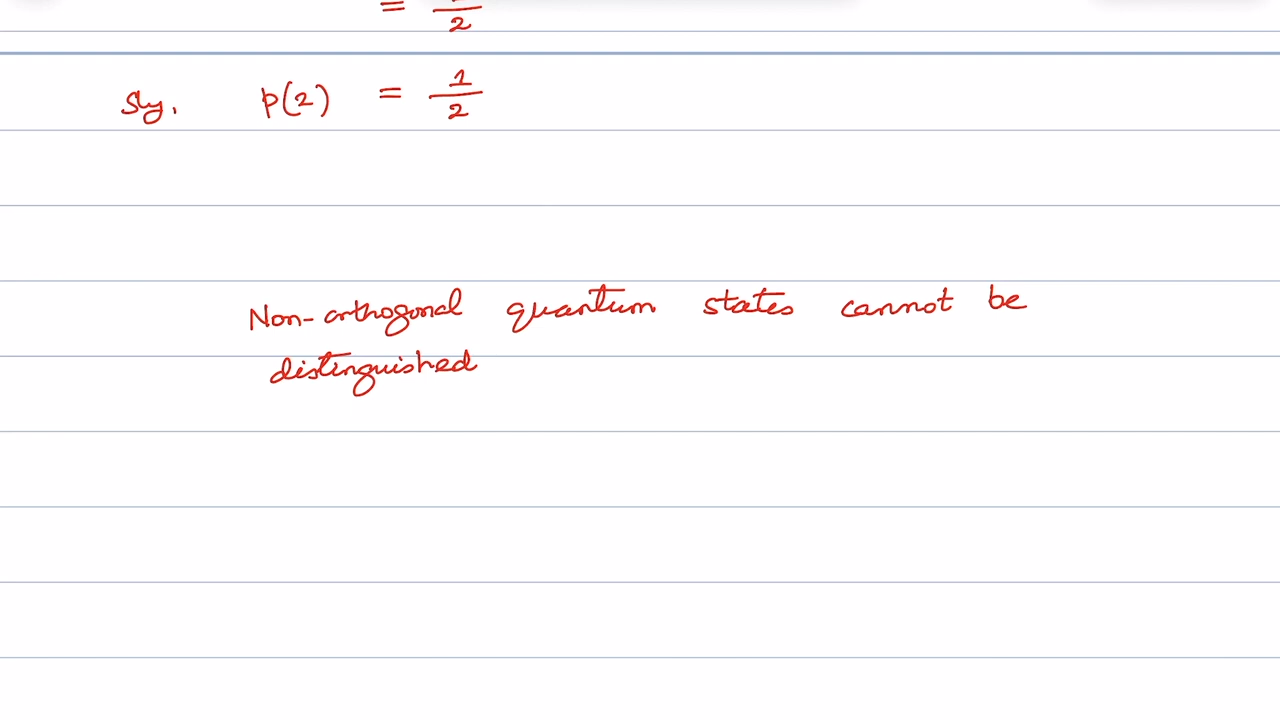 = 1/2
Sly, p(2) = 1/2
Non-orthogonal quantum states cannot be
distinguished